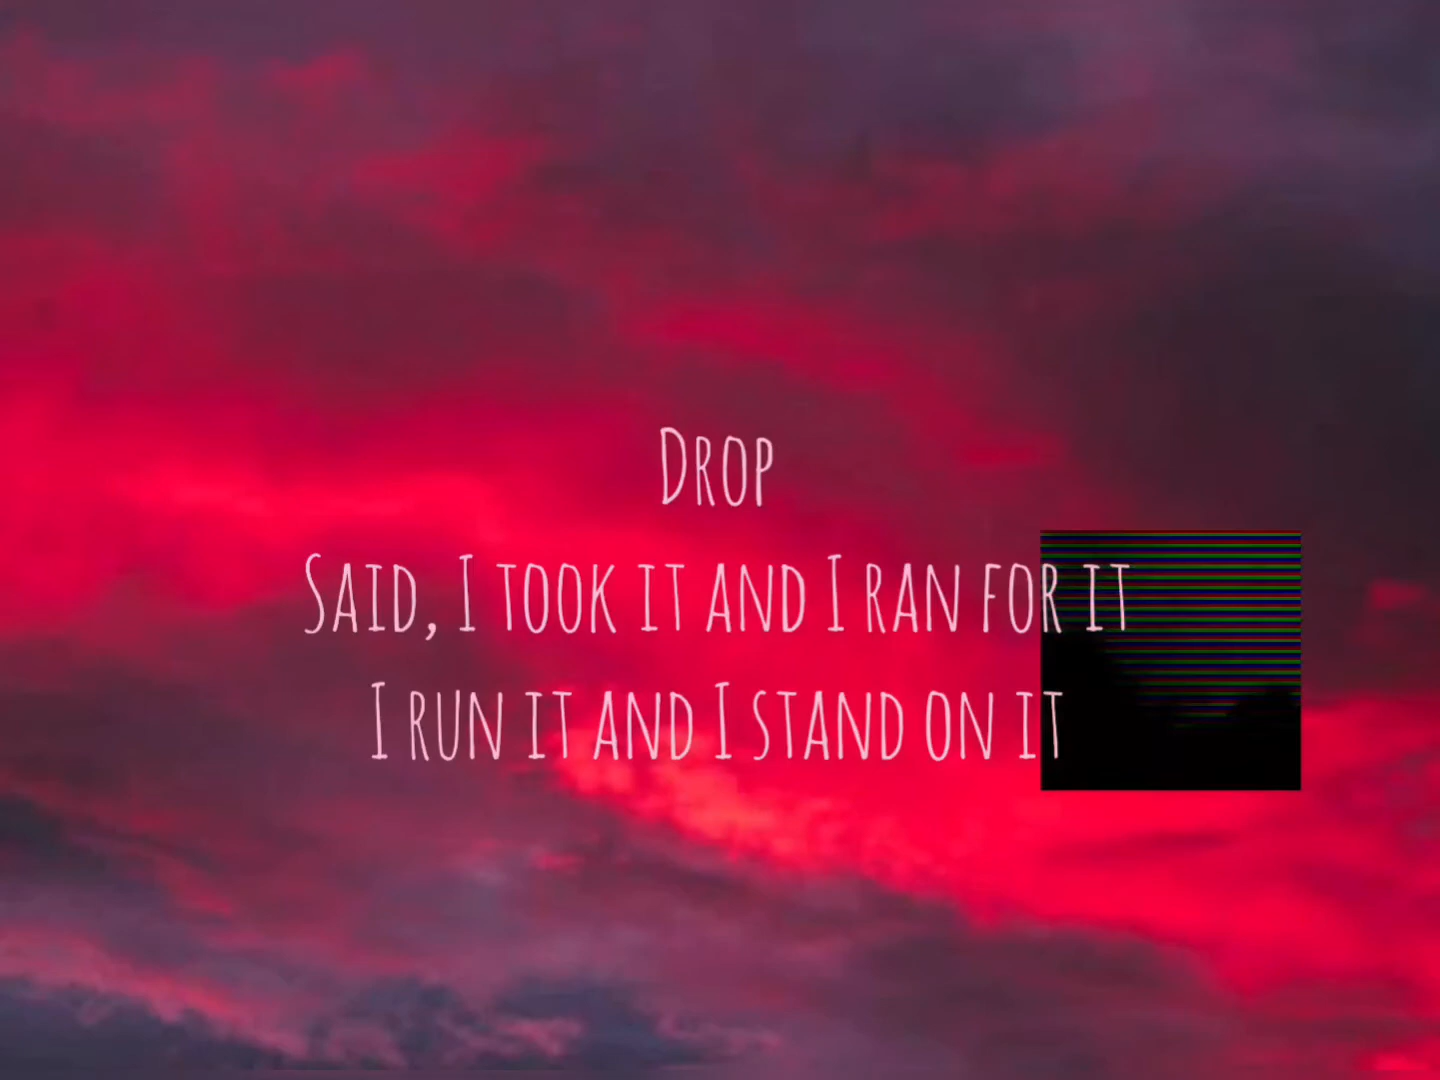 Drop
Said, I took it and I ran for it
I run it and I stand on it